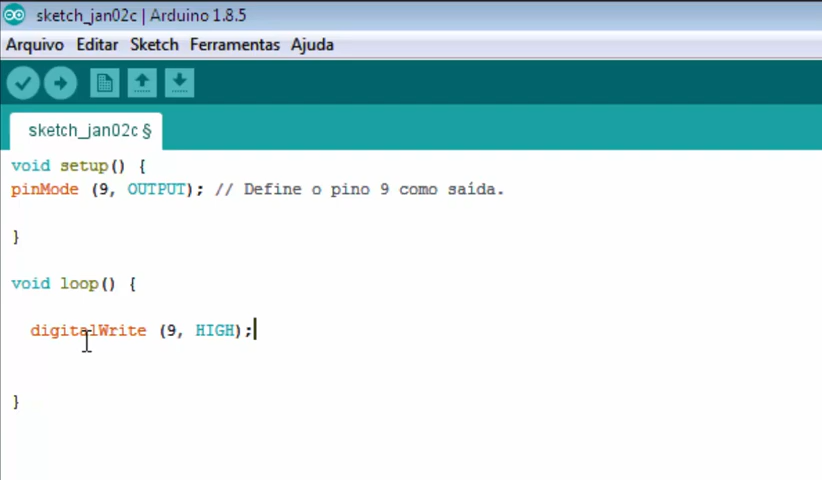 sketch_jan02c | Arduino 1.8.5
Arquivo Editar Sketch Ferramentas Ajuda
sketch_jan02c §
void setup() {
pinMode (9, OUTPUT); // Define o pino 9 como saída.
}
void loop() {
digitalWrite (9, HIGH);
}